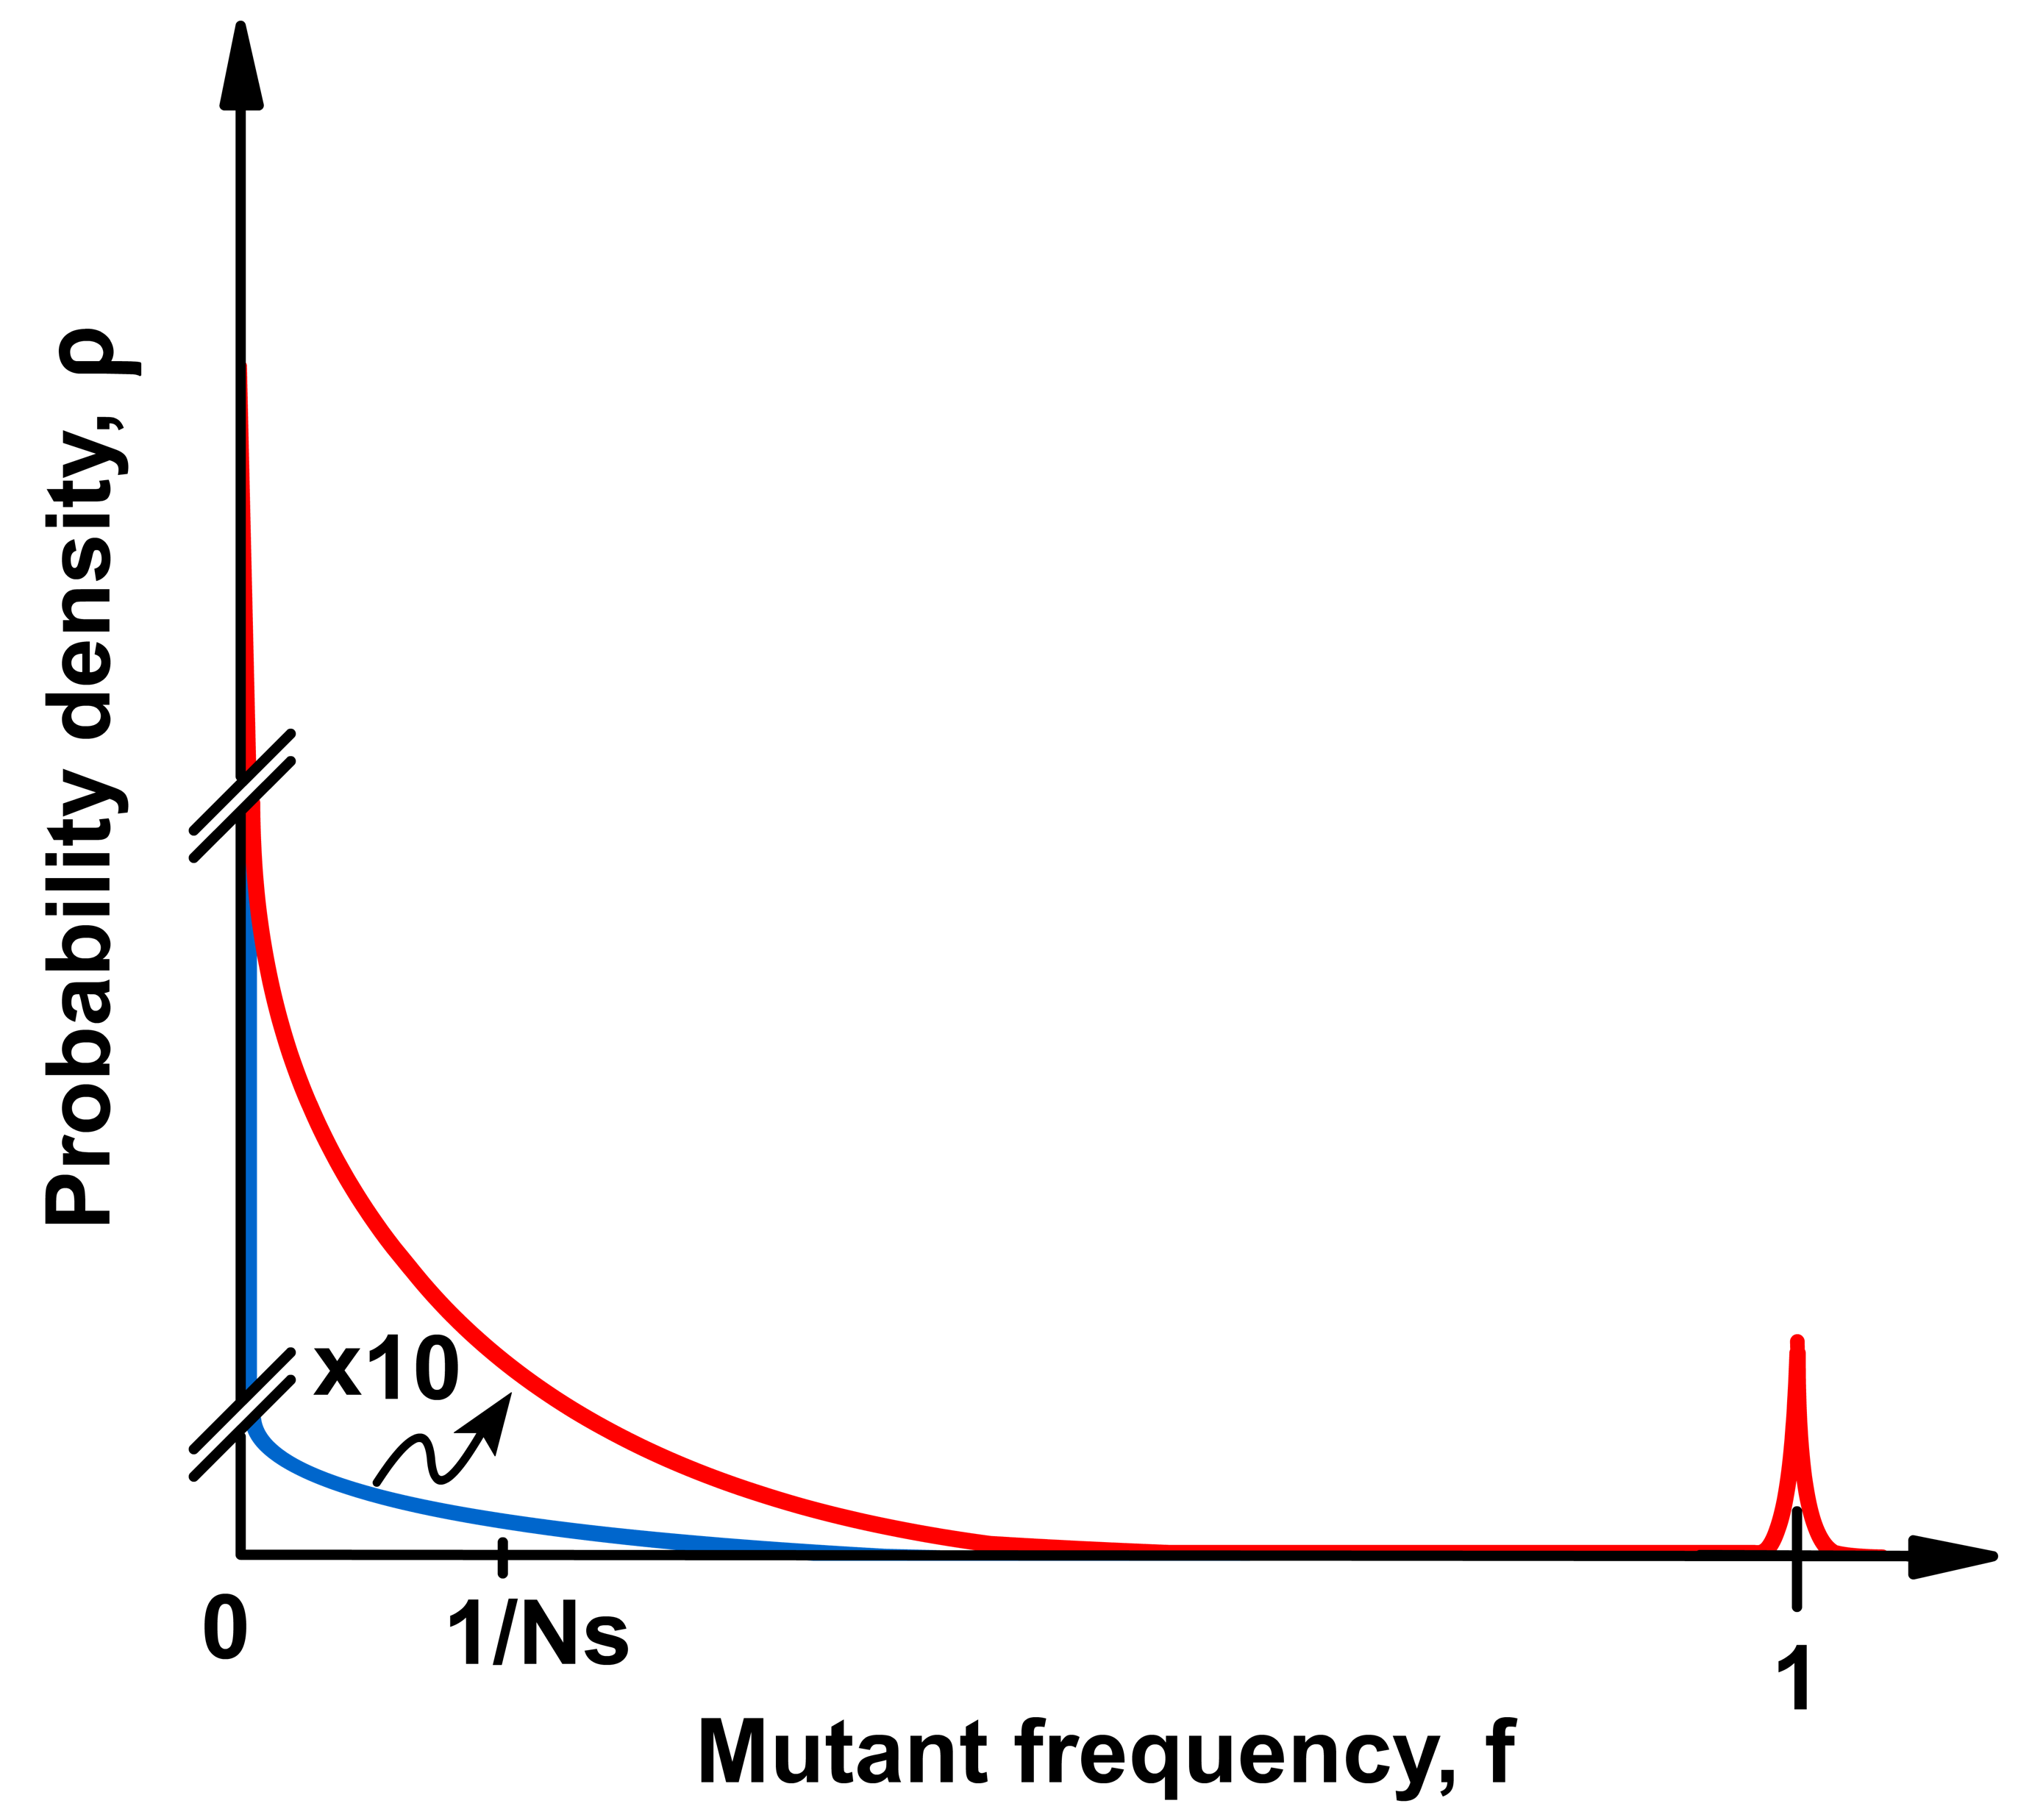 Probability density, ρ
x10
0
1/Ns
1
Mutant frequency, f